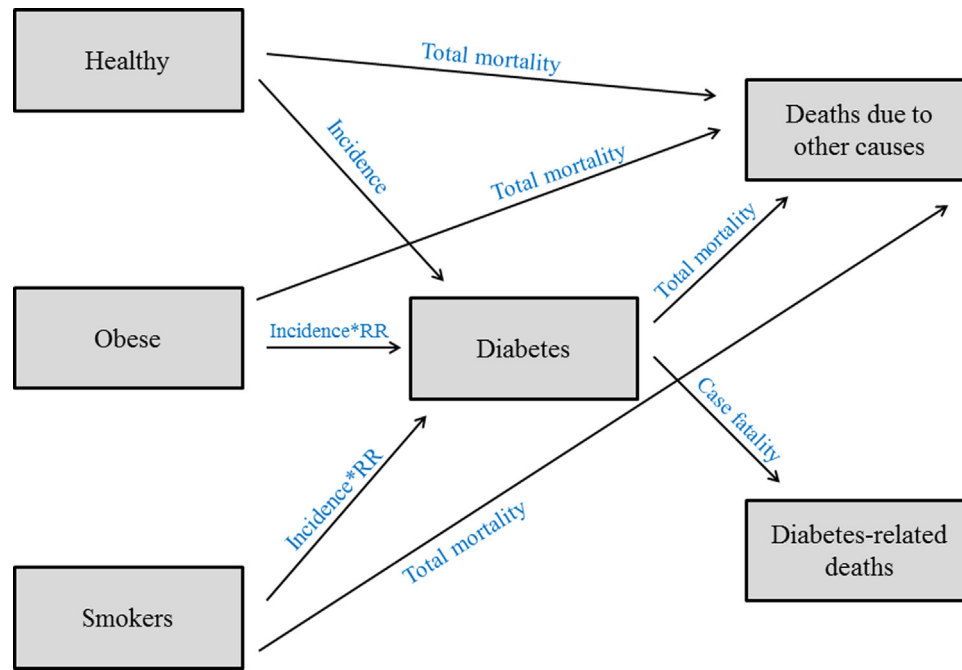 Healthy
Total mortality
Deaths due to
other causes
Incidence
Total mortality
Total mortality
Obese
Incidence*RR
Diabetes
Case fatality
Incidence*RR
Total mortality
Diabetes-related
deaths
Smokers